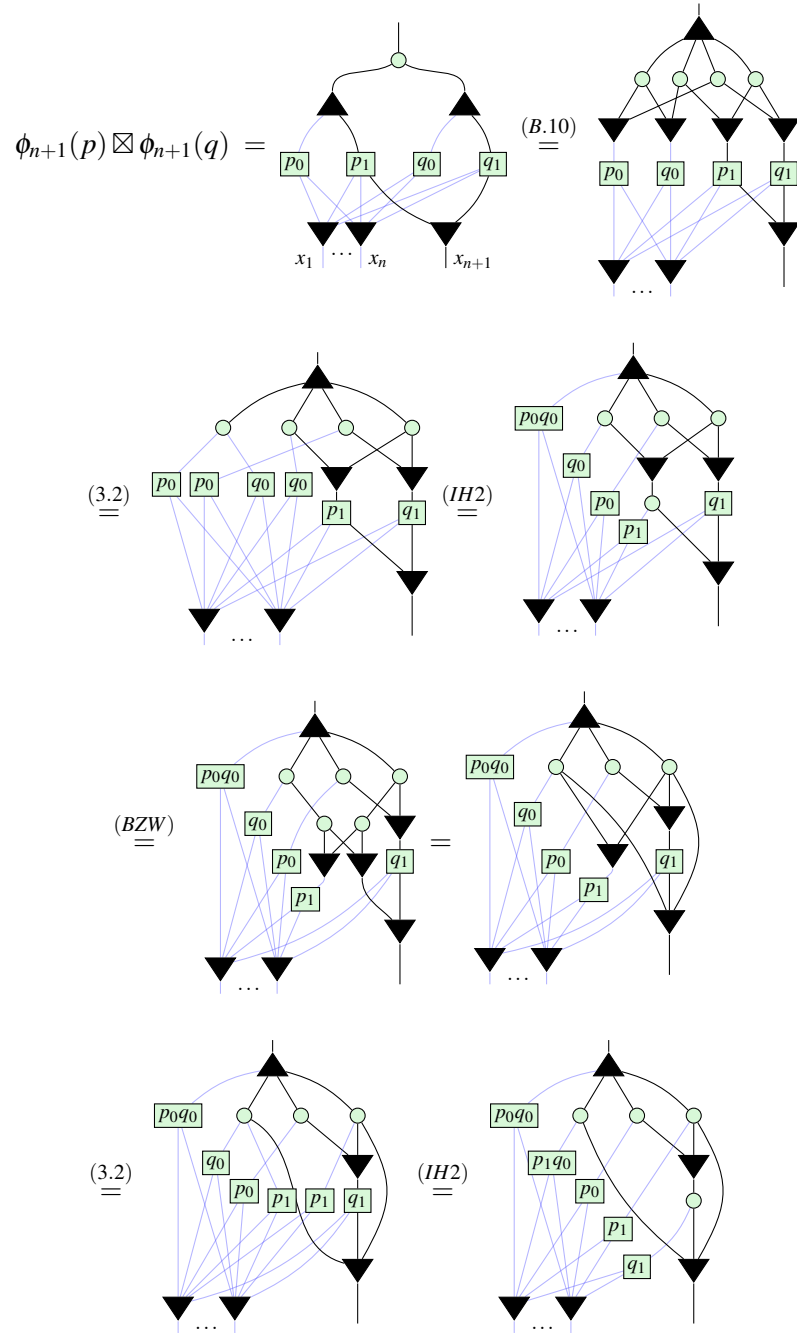 ϕₙ₊₁(p) ⊠ ϕₙ₊₁(q) = p₀ p₁ q₀ q₁ (B.10) = p₀ q₀ p₁ q₁
x₁ ⋯ xₙ xₙ₊₁
⋯
(3.2) = p₀ p₀ q₀ q₀ p₁ q₁ (IH2) = p₀q₀ q₀ p₀ p₁ q₁
⋯ ⋯
(BZW) = p₀q₀ q₀ p₀ p₁ q₁ = p₀q₀ q₀ p₀ p₁ q₁
⋯ ⋯
(3.2) = p₀q₀ q₀ p₀ p₁ p₁ q₁ (IH2) = p₀q₀ p₁q₀ p₀ p₁ q₁
⋯ ⋯